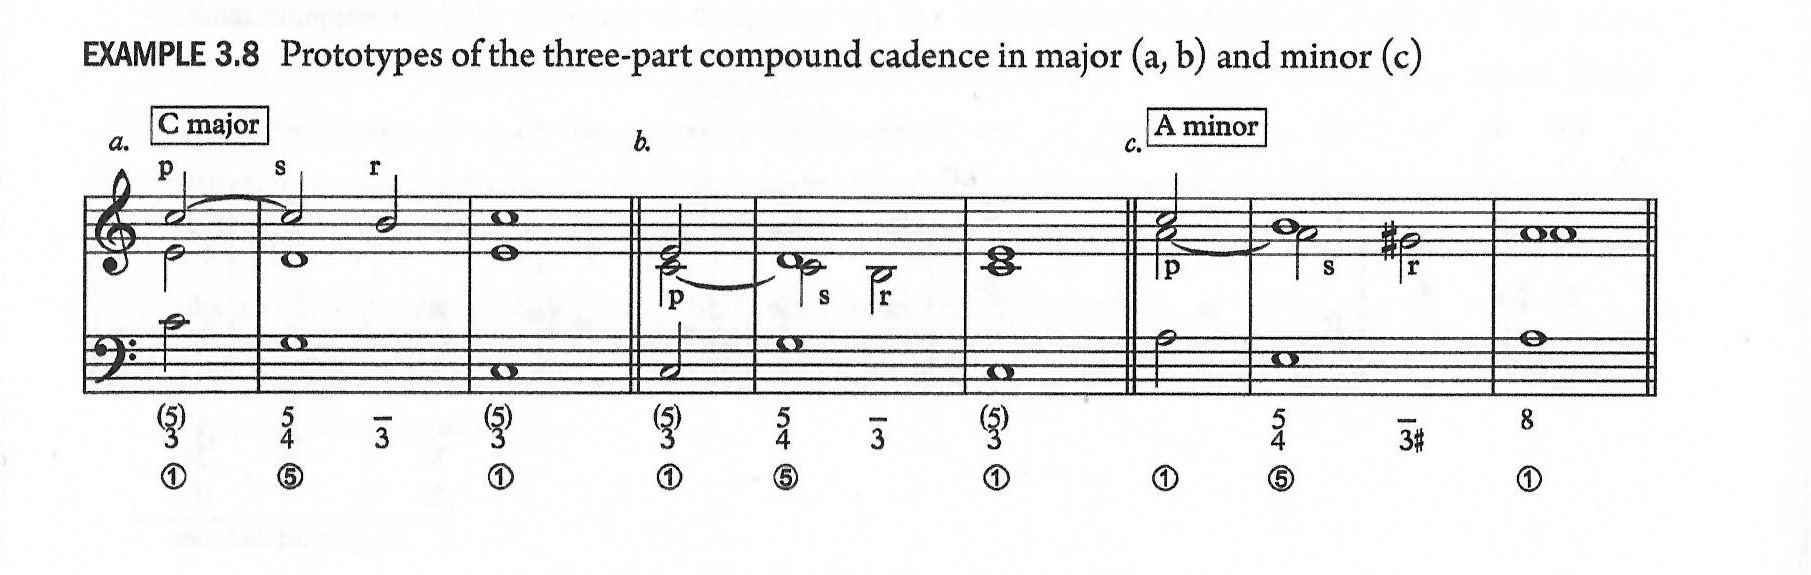 EXAMPLE 3.8 Prototypes of the three-part compound cadence in major (a, b) and minor (c)
a. C major b. c. A minor
p s r
p s r p s r
(5) 5 – (5) (5) 5 – (5) 5 – 8
3 4 3 3 3 4 3 3 4 3#
① ⑤ ① ① ⑤ ① ① ⑤ ①